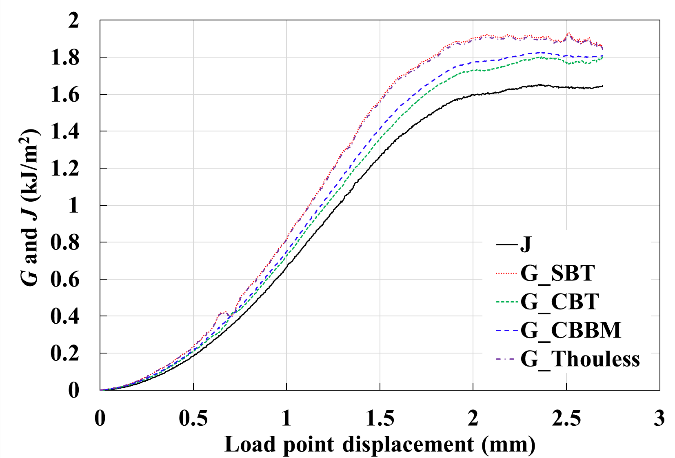 G and J (kJ/m²)
2
1.8
1.6
1.4
1.2
1
0.8
0.6
0.4
0.2
0
J
G_SBT
G_CBT
G_CBBM
G_Thouless
0 0.5 1 1.5 2 2.5 3
Load point displacement (mm)